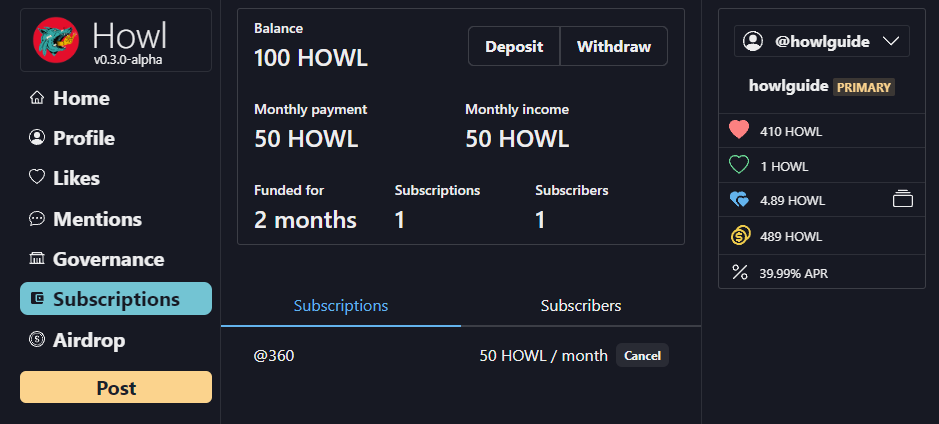 Howl
v0.3.0-alpha
Home
Profile
Likes
Mentions
Governance
Subscriptions
Airdrop
Post
Balance
100 HOWL
Deposit Withdraw
Monthly payment Monthly income
50 HOWL 50 HOWL
Funded for Subscriptions Subscribers
2 months 1 1
Subscriptions Subscribers
@360 50 HOWL / month Cancel
@howlguide
howlguide PRIMARY
410 HOWL
1 HOWL
4.89 HOWL
489 HOWL
39.99% APR